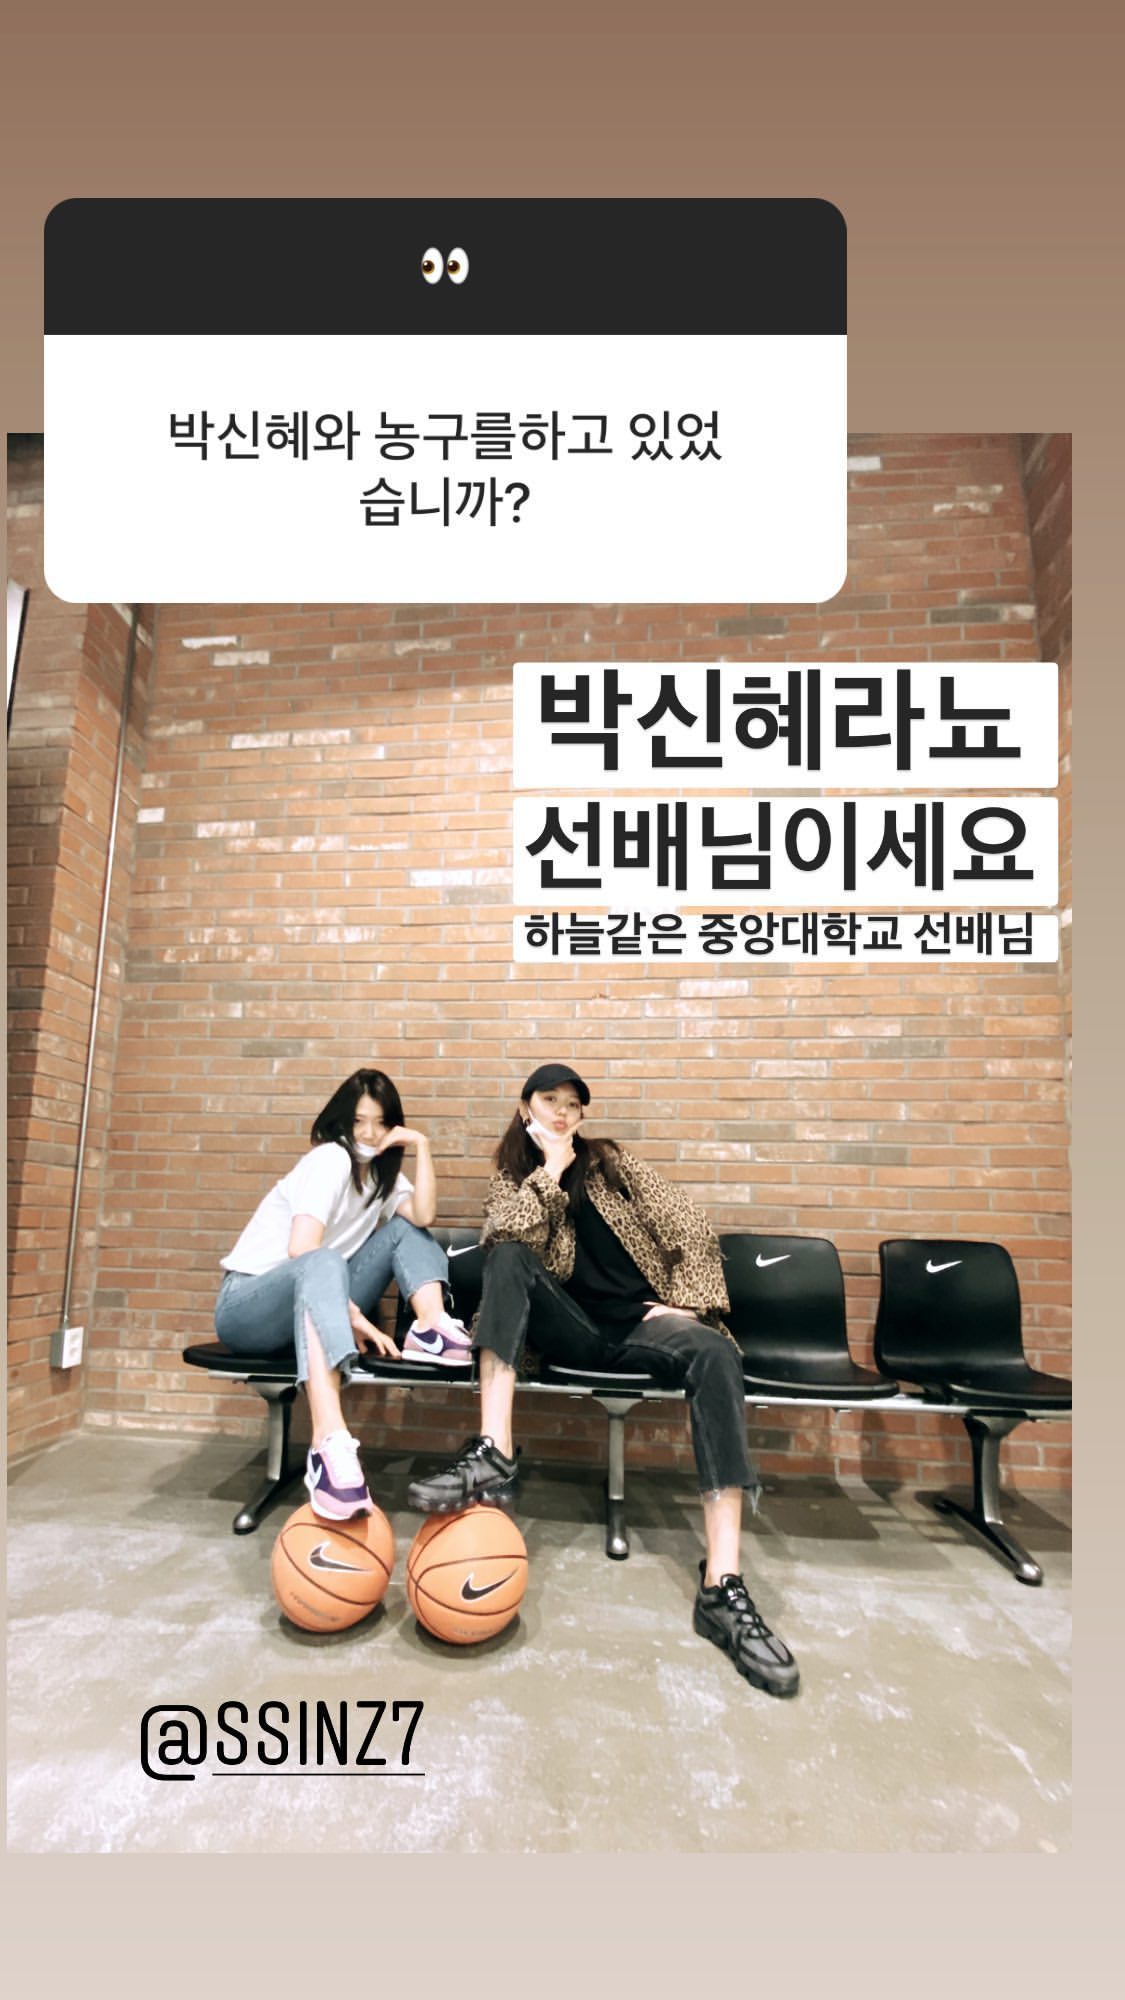 👀
박신혜와 농구를하고 있었
습니까?
박신혜라뇨
선배님이세요
하늘같은 중앙대학교 선배님
@SSINZ7